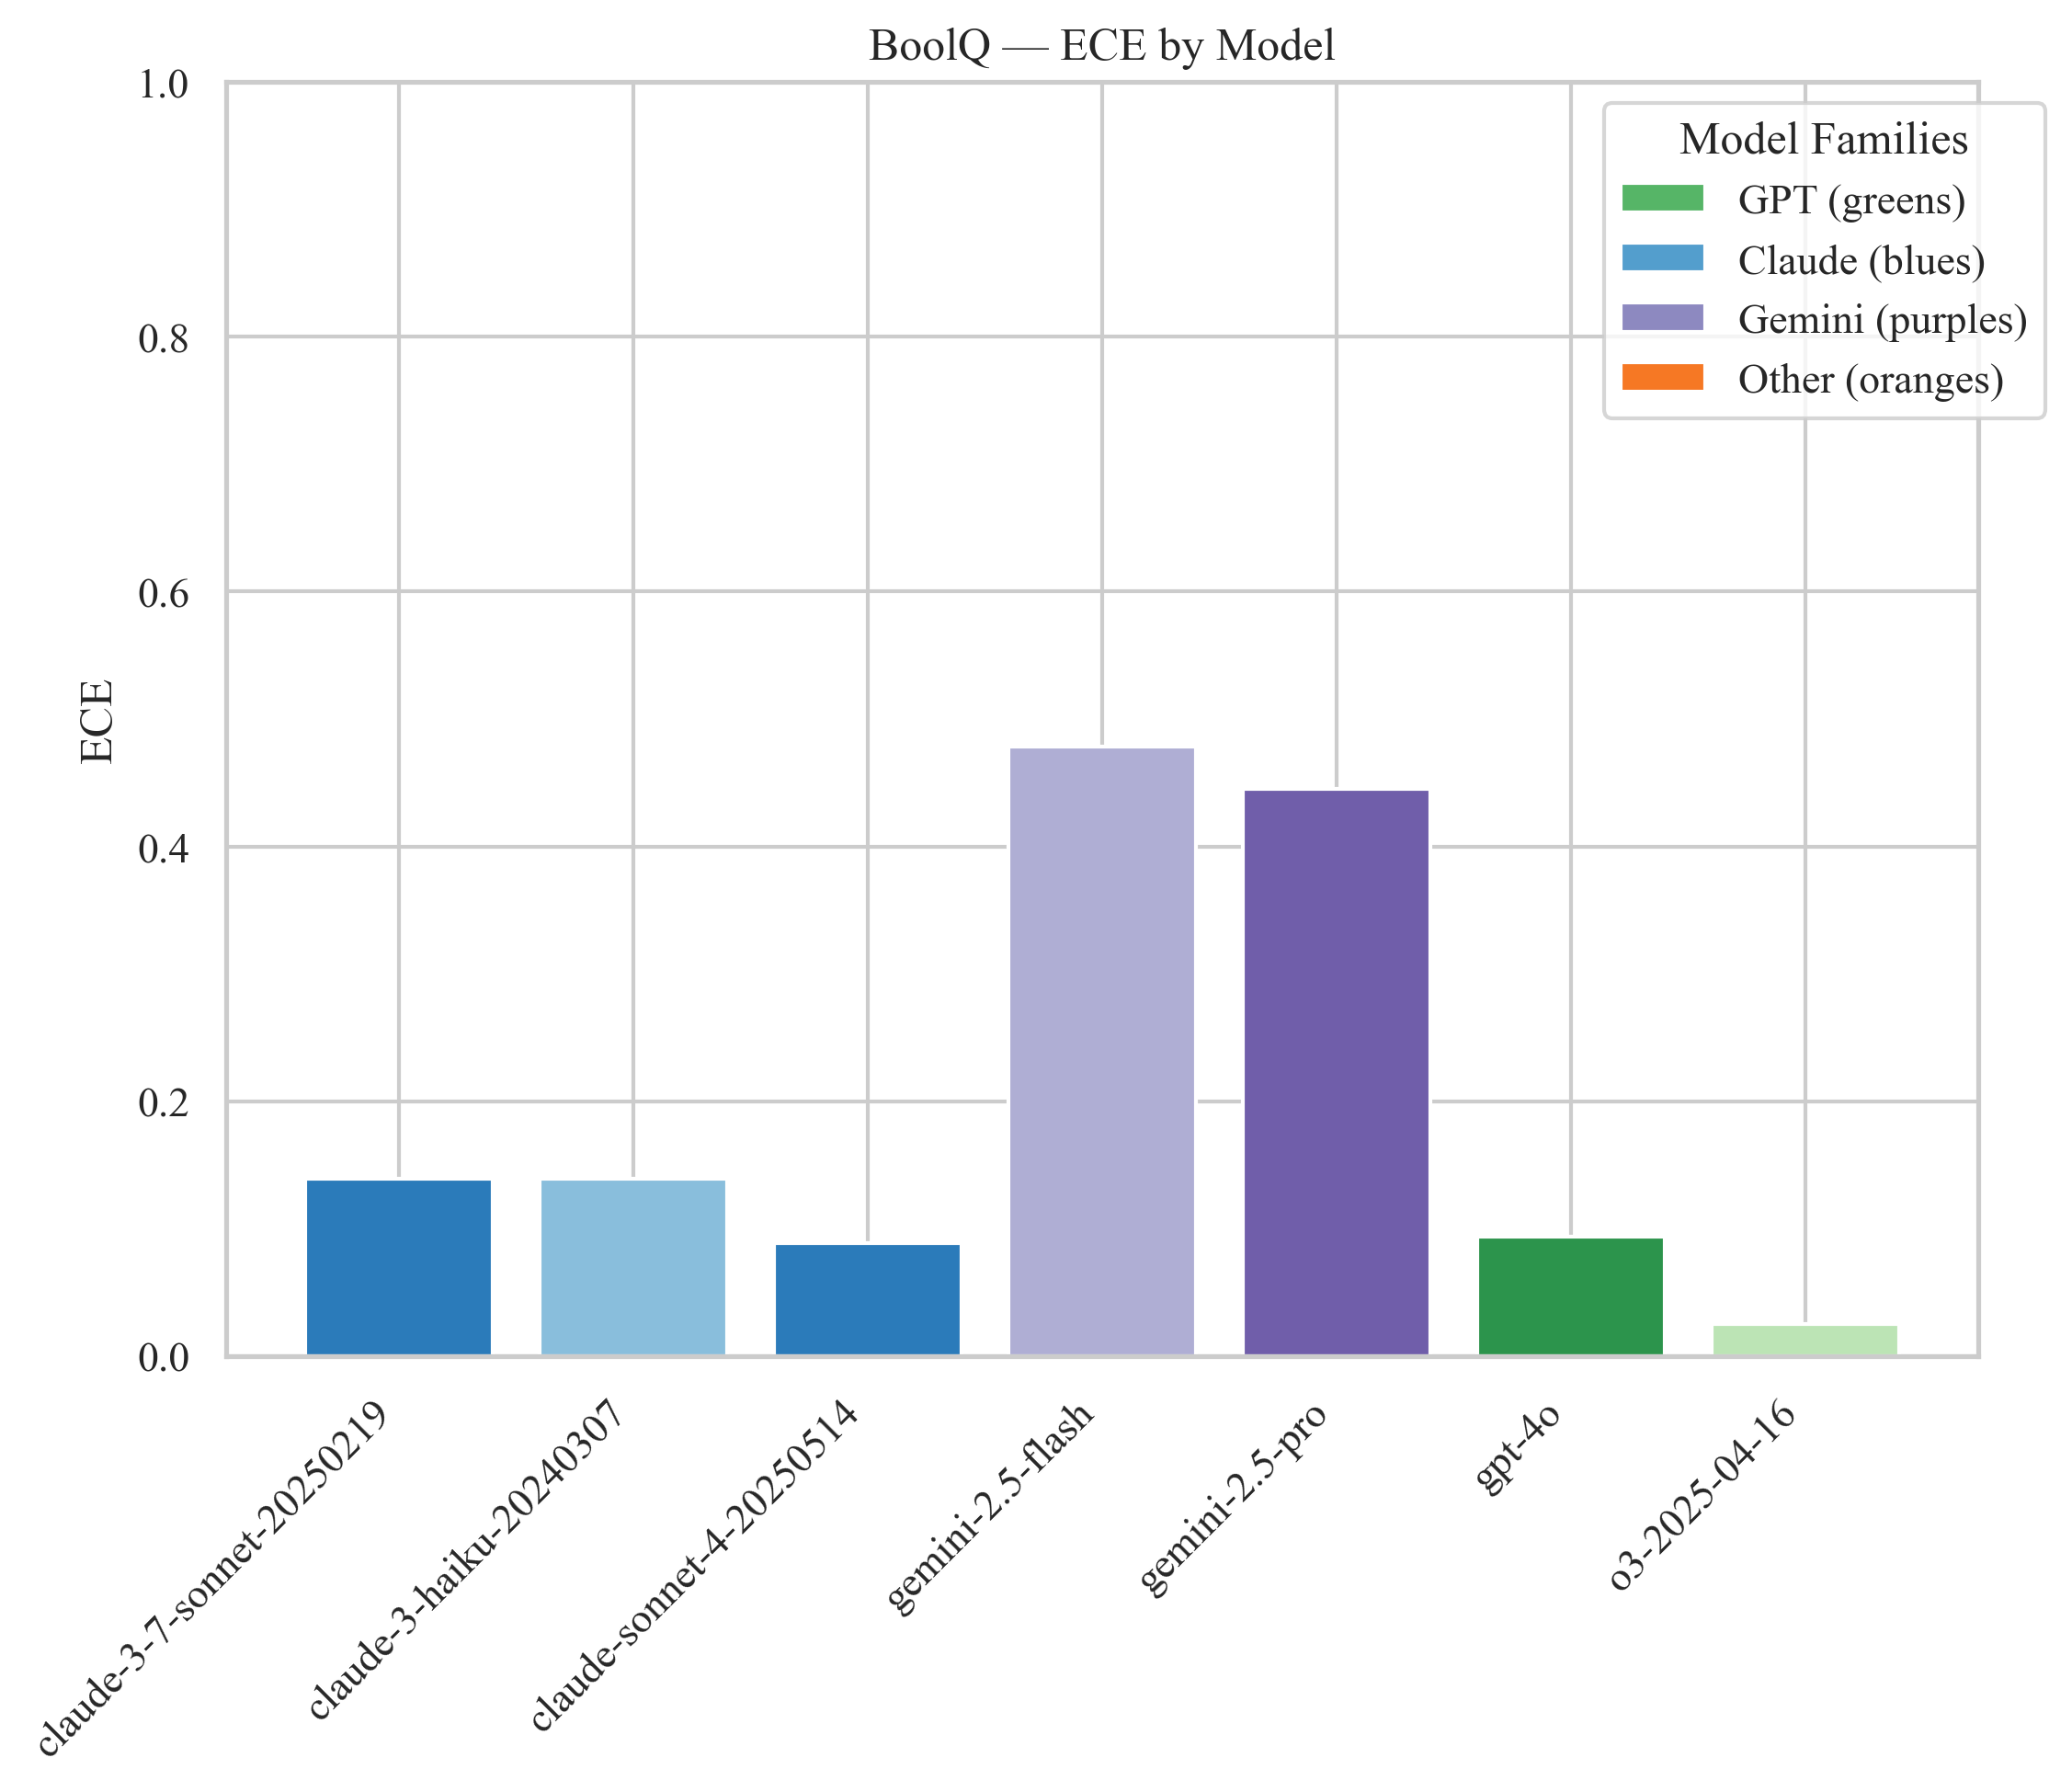 BoolQ — ECE by Model
1.0
0.8
0.6
0.4
0.2
0.0
ECE
Model Families
GPT (greens)
Claude (blues)
Gemini (purples)
Other (oranges)
claude-3-7-sonnet-20250219
claude-3-haiku-20240307
claude-sonnet-4-20250514
gemini-2.5-flash
gemini-2.5-pro
gpt-4o
o3-2025-04-16